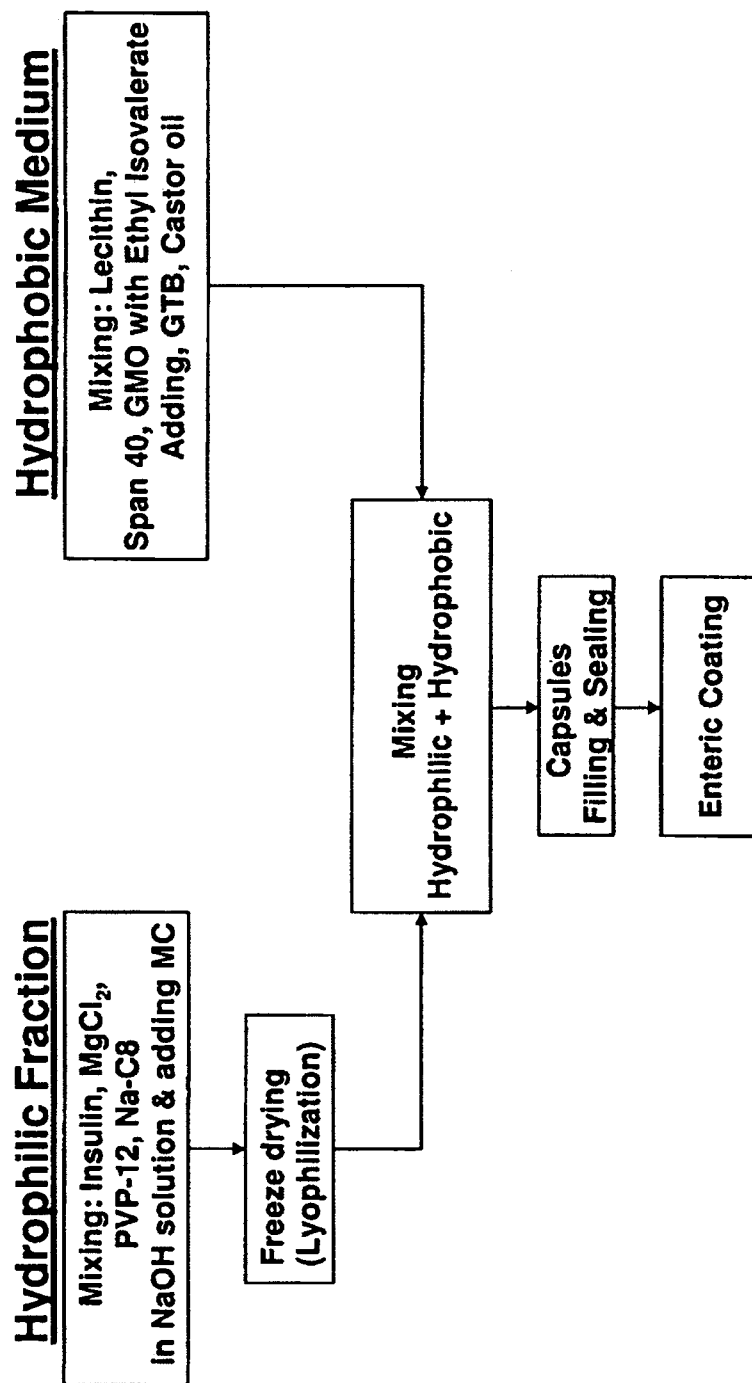 Hydrophilic Fraction
Mixing: Insulin, MgCl₂,
PVP-12, Na-C8
in NaOH solution & adding MC
Freeze drying
(Lyophilization)
Hydrophobic Medium
Mixing: Lecithin,
Span 40, GMO with Ethyl Isovalerate
Adding, GTB, Castor oil
Mixing
Hydrophilic + Hydrophobic
Capsules
Filling & Sealing
Enteric Coating